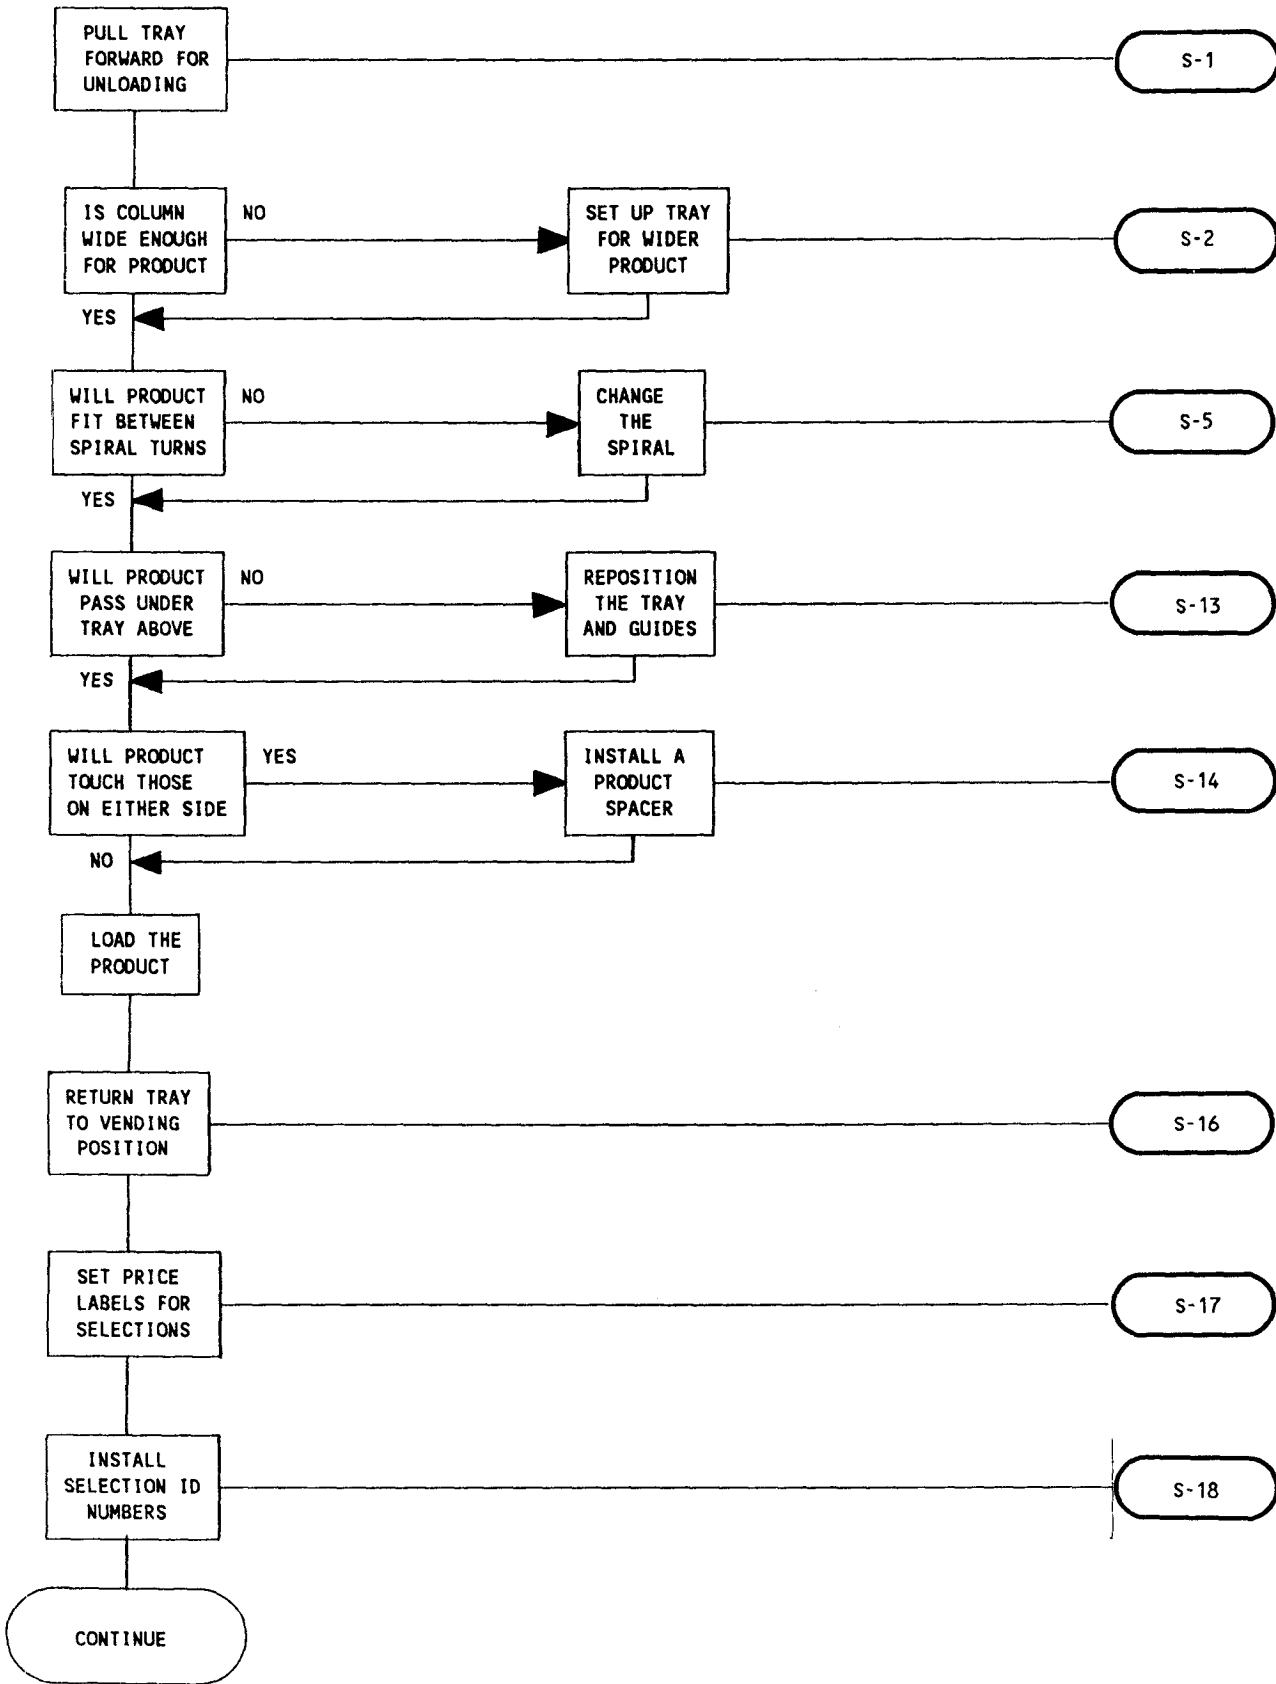 PULL TRAY
FORWARD FOR
UNLOADING
S-1
IS COLUMN
WIDE ENOUGH
FOR PRODUCT
NO
SET UP TRAY
FOR WIDER
PRODUCT
S-2
YES
WILL PRODUCT
FIT BETWEEN
SPIRAL TURNS
NO
CHANGE
THE
SPIRAL
S-5
YES
WILL PRODUCT
PASS UNDER
TRAY ABOVE
NO
REPOSITION
THE TRAY
AND GUIDES
S-13
YES
WILL PRODUCT
TOUCH THOSE
ON EITHER SIDE
YES
INSTALL A
PRODUCT
SPACER
S-14
NO
LOAD THE
PRODUCT
RETURN TRAY
TO VENDING
POSITION
S-16
SET PRICE
LABELS FOR
SELECTIONS
S-17
INSTALL
SELECTION ID
NUMBERS
S-18
CONTINUE